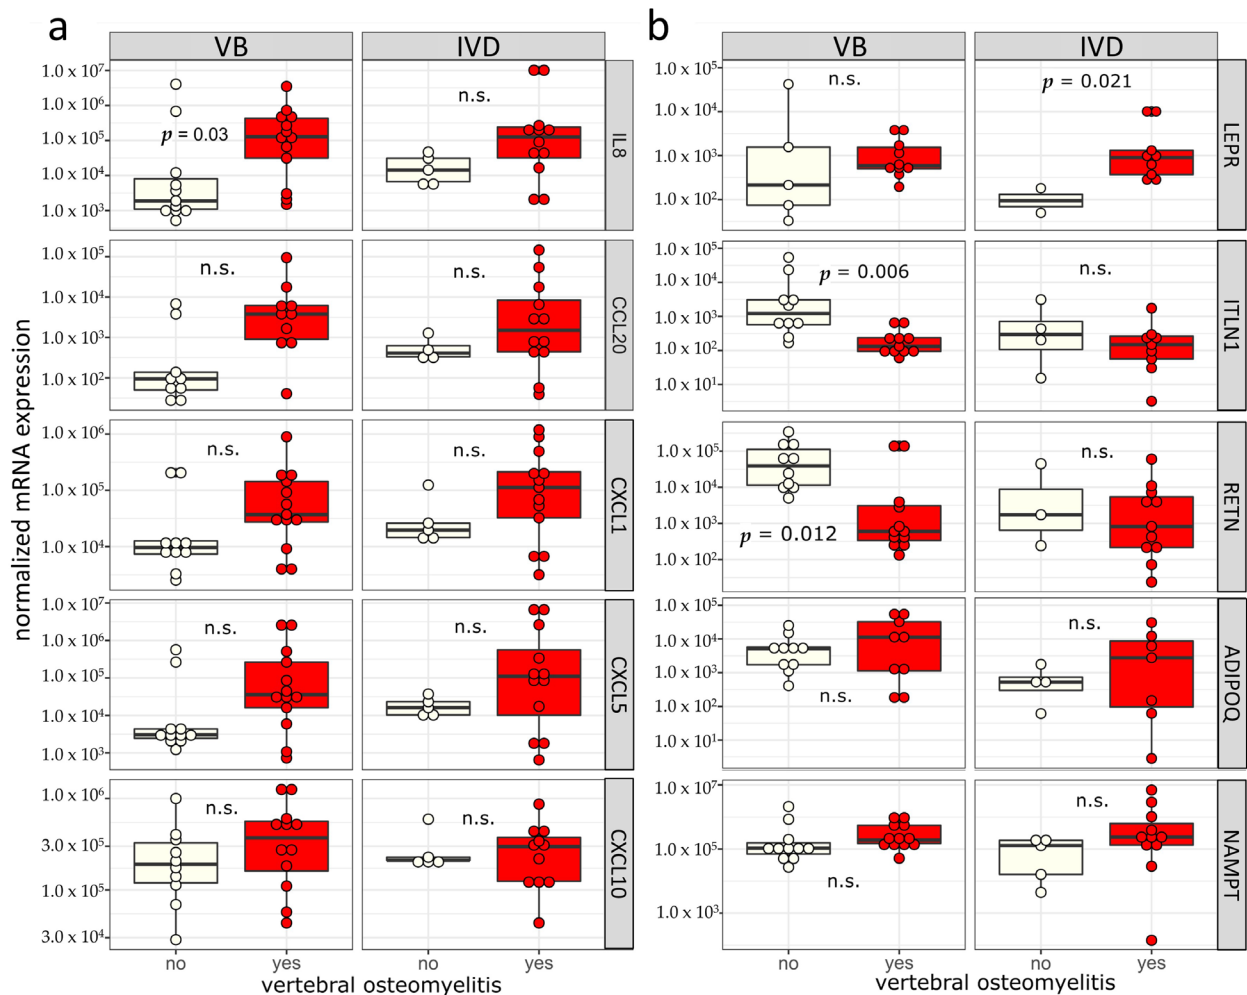 a
VB
IVD
normalized mRNA expression
1.0 x 10⁷
1.0 x 10⁶
1.0 x 10⁵
1.0 x 10⁴
1.0 x 10³
p = 0.03
n.s.
IL8
1.0 x 10⁵
1.0 x 10⁴
1.0 x 10³
1.0 x 10²
n.s.
n.s.
CCL20
1.0 x 10⁶
1.0 x 10⁵
1.0 x 10⁴
n.s.
n.s.
CXCL1
1.0 x 10⁷
1.0 x 10⁶
1.0 x 10⁵
1.0 x 10⁴
1.0 x 10³
n.s.
n.s.
CXCL5
1.0 x 10⁶
3.0 x 10⁵
1.0 x 10⁵
3.0 x 10⁴
n.s.
n.s.
CXCL10
no
yes
no
yes
vertebral osteomyelitis
b
VB
IVD
1.0 x 10⁵
1.0 x 10⁴
1.0 x 10³
1.0 x 10²
n.s.
p = 0.021
LEPR
1.0 x 10⁵
1.0 x 10⁴
1.0 x 10³
1.0 x 10²
1.0 x 10¹
p = 0.006
n.s.
ITLN1
1.0 x 10⁵
1.0 x 10⁴
1.0 x 10³
1.0 x 10²
p = 0.012
n.s.
RETN
1.0 x 10⁵
1.0 x 10⁴
1.0 x 10³
1.0 x 10²
1.0 x 10¹
n.s.
n.s.
ADIPOQ
1.0 x 10⁷
1.0 x 10⁵
1.0 x 10³
n.s.
n.s.
NAMPT
no
yes
no
yes
vertebral osteomyelitis